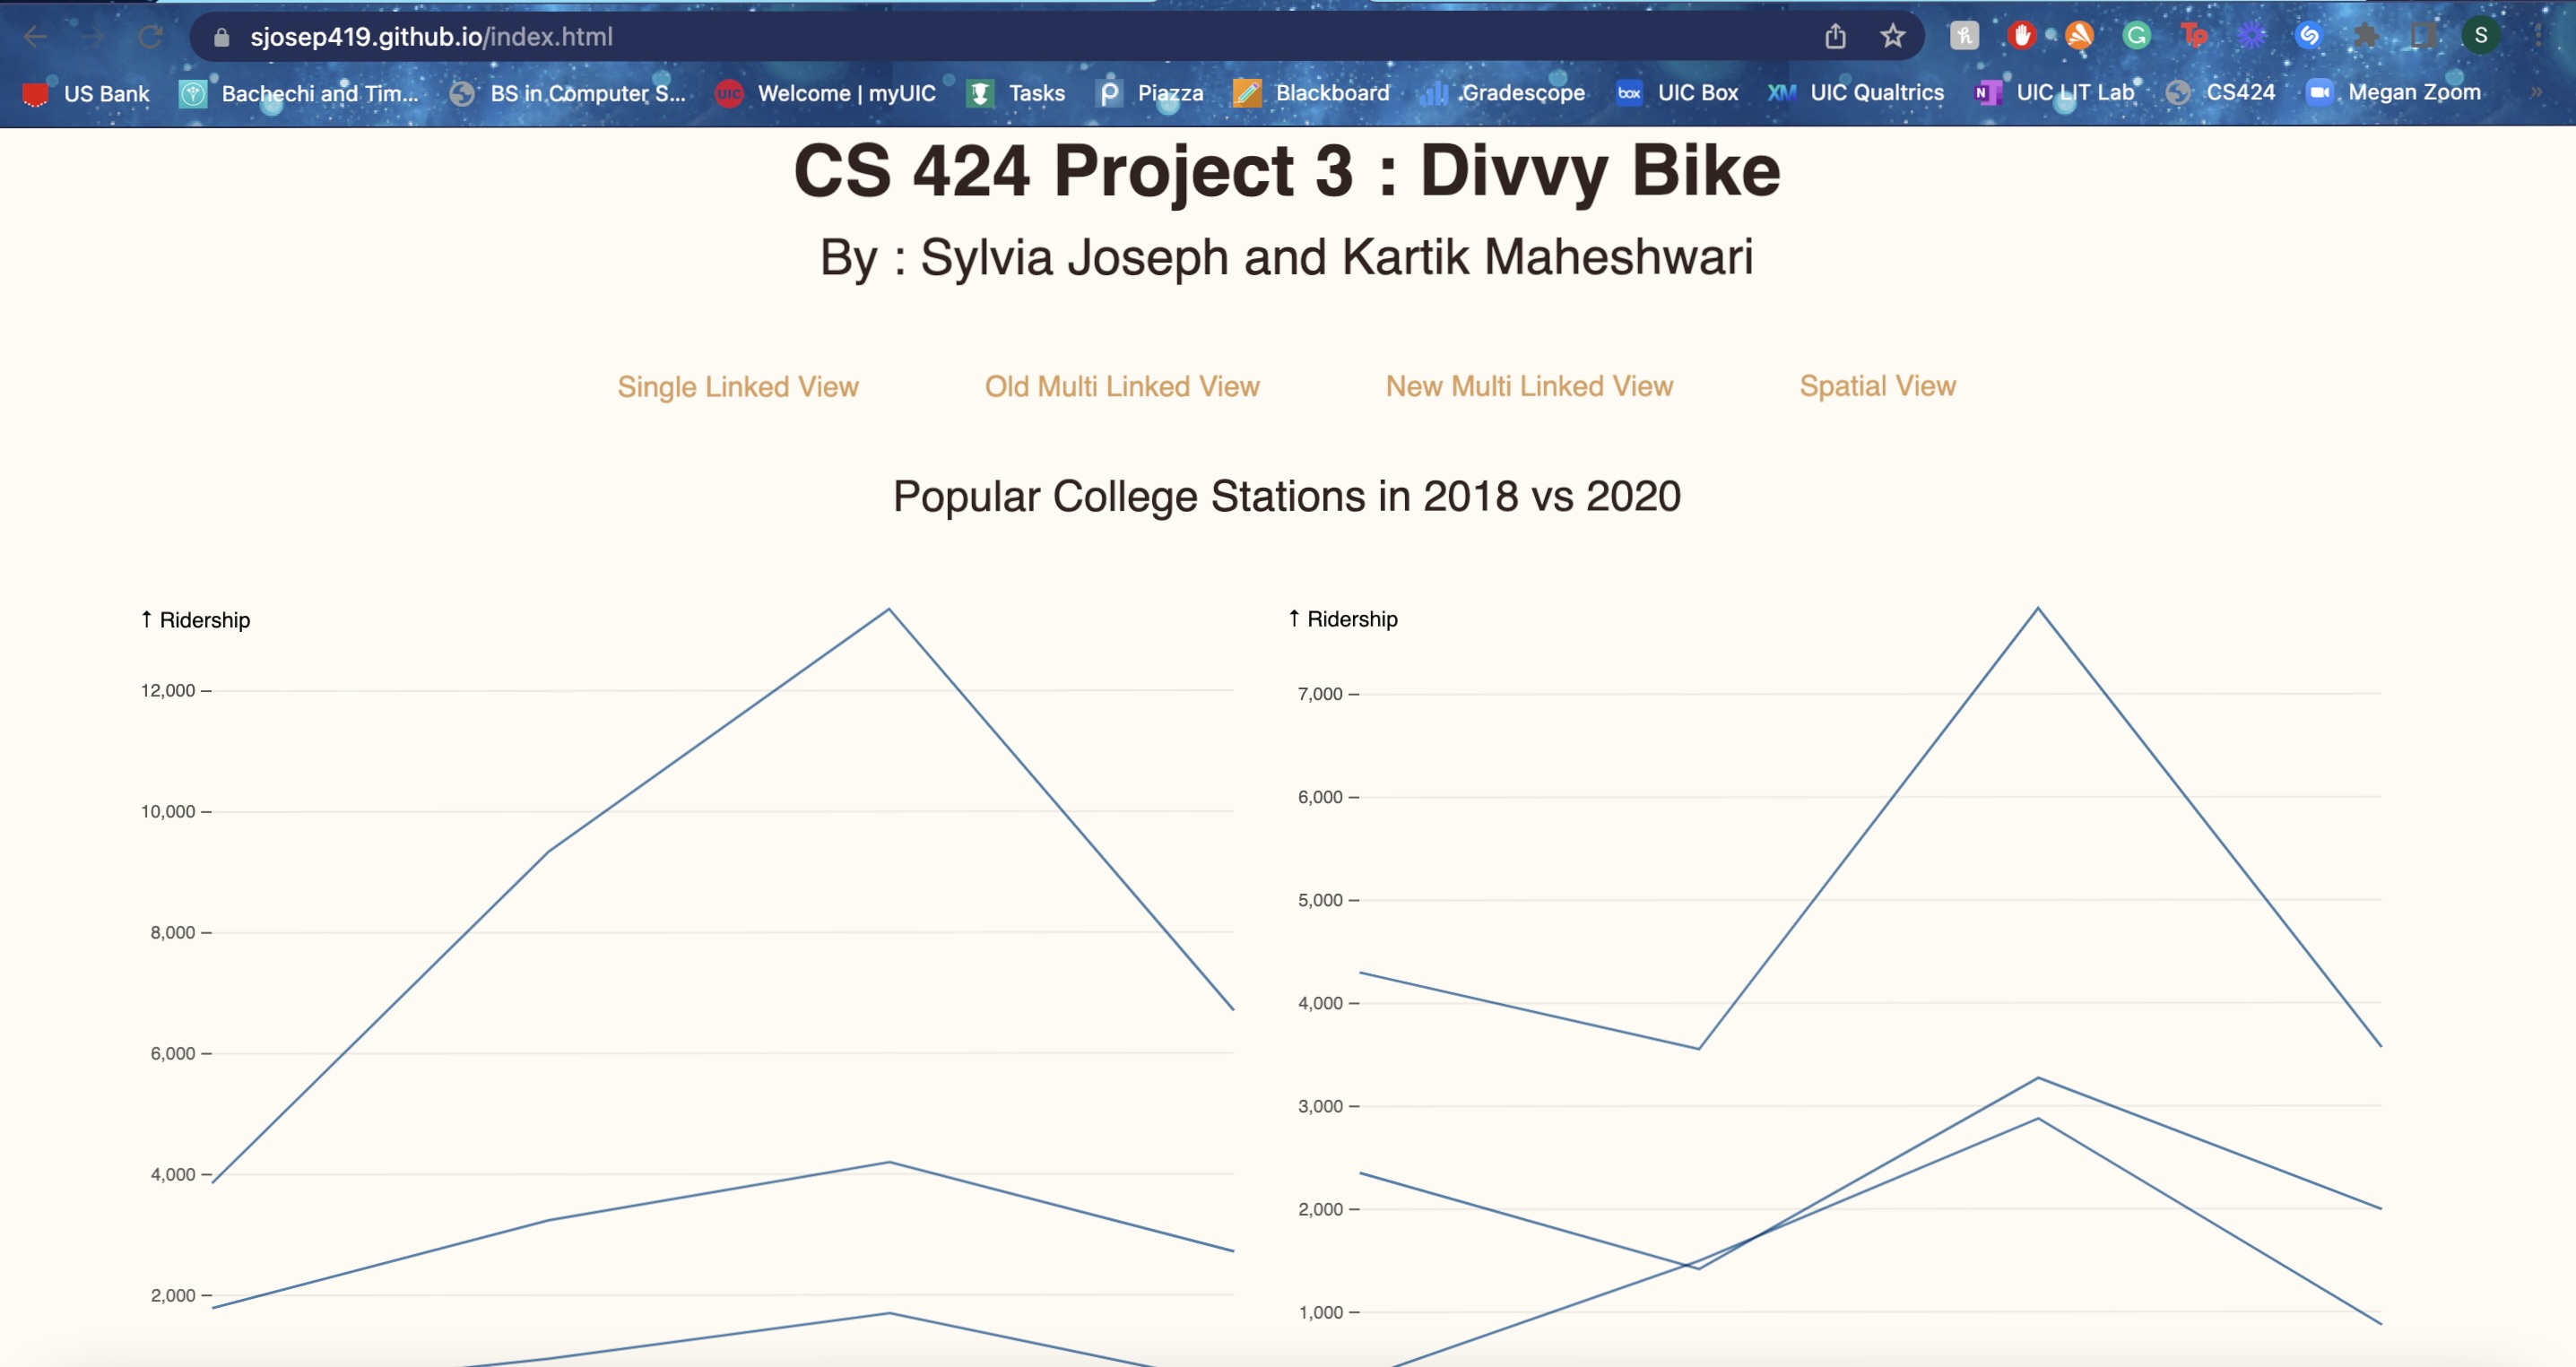 sjosep419.github.io/index.html
S
US Bank Bachechi and Tim... BS in Computer S... UIC Welcome | myUIC Tasks Piazza Blackboard Gradescope box UIC Box XM UIC Qualtrics N UIC LIT Lab CS424 Megan Zoom »
CS 424 Project 3 : Divvy Bike
By : Sylvia Joseph and Kartik Maheshwari
Single Linked View Old Multi Linked View New Multi Linked View Spatial View
Popular College Stations in 2018 vs 2020
↑ Ridership
12,000
10,000
8,000
6,000
4,000
2,000
↑ Ridership
7,000
6,000
5,000
4,000
3,000
2,000
1,000